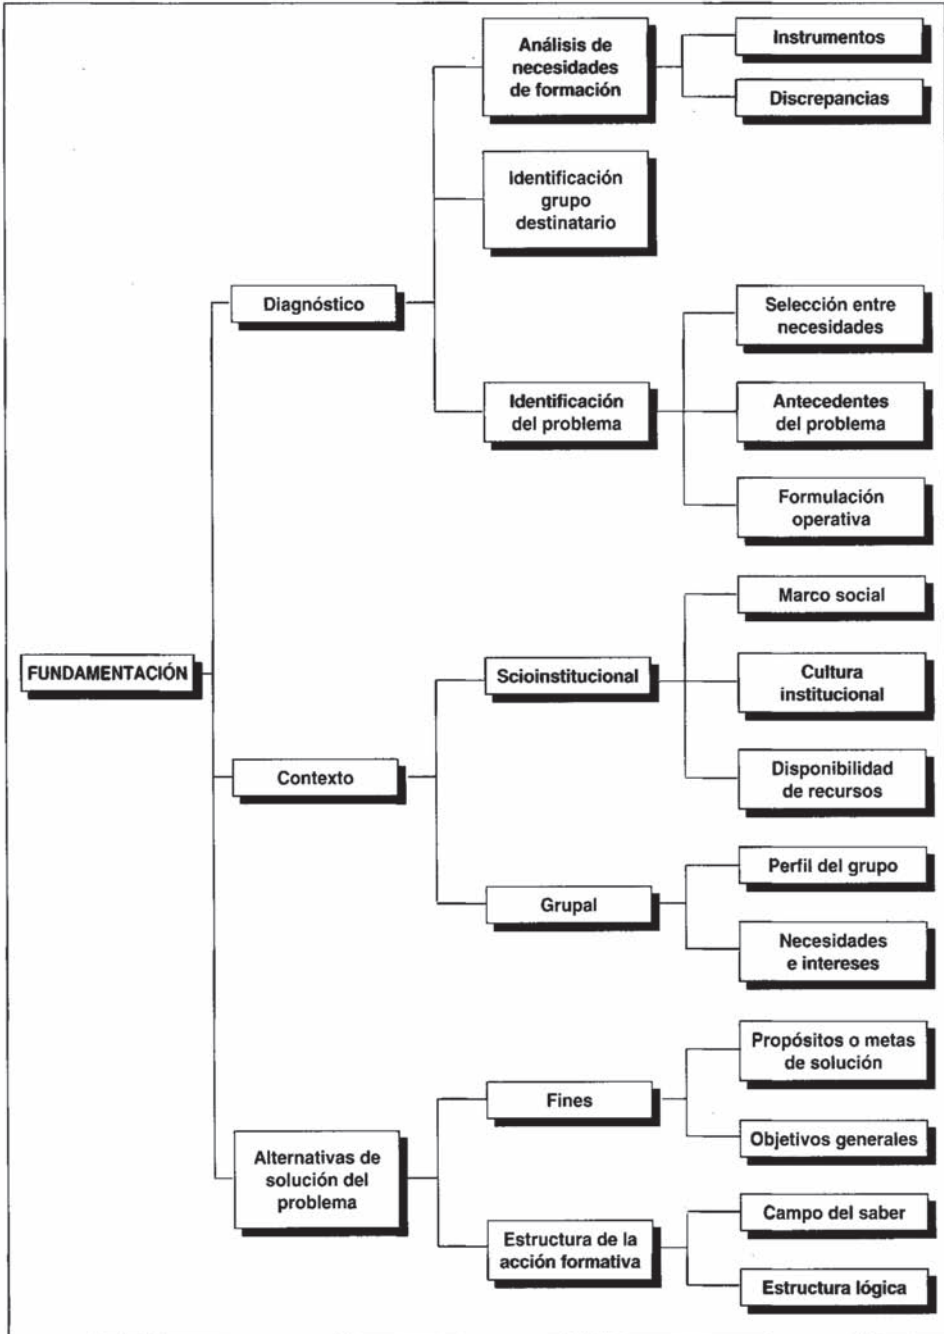 Análisis de
necesidades
de formación
Instrumentos
Discrepancias
Identificación
grupo
destinatario
Diagnóstico
Identificación
del problema
Selección entre
necesidades
Antecedentes
del problema
Formulación
operativa
FUNDAMENTACIÓN
Contexto
Scioinstitucional
Marco social
Cultura
institucional
Disponibilidad
de recursos
Grupal
Perfil del grupo
Necesidades
e intereses
Alternativas de
solución del
problema
Fines
Propósitos o metas
de solución
Objetivos generales
Estructura de la
acción formativa
Campo del saber
Estructura lógica